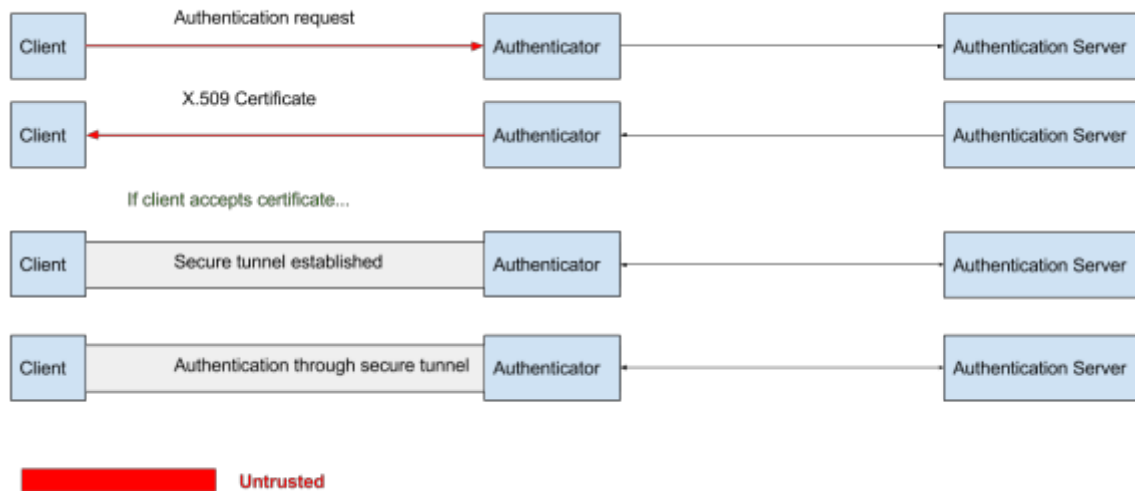 Authentication request
Client
Authenticator
Authentication Server
X.509 Certificate
Client
Authenticator
Authentication Server
If client accepts certificate...
Client
Secure tunnel established
Authenticator
Authentication Server
Client
Authentication through secure tunnel
Authenticator
Authentication Server
Untrusted